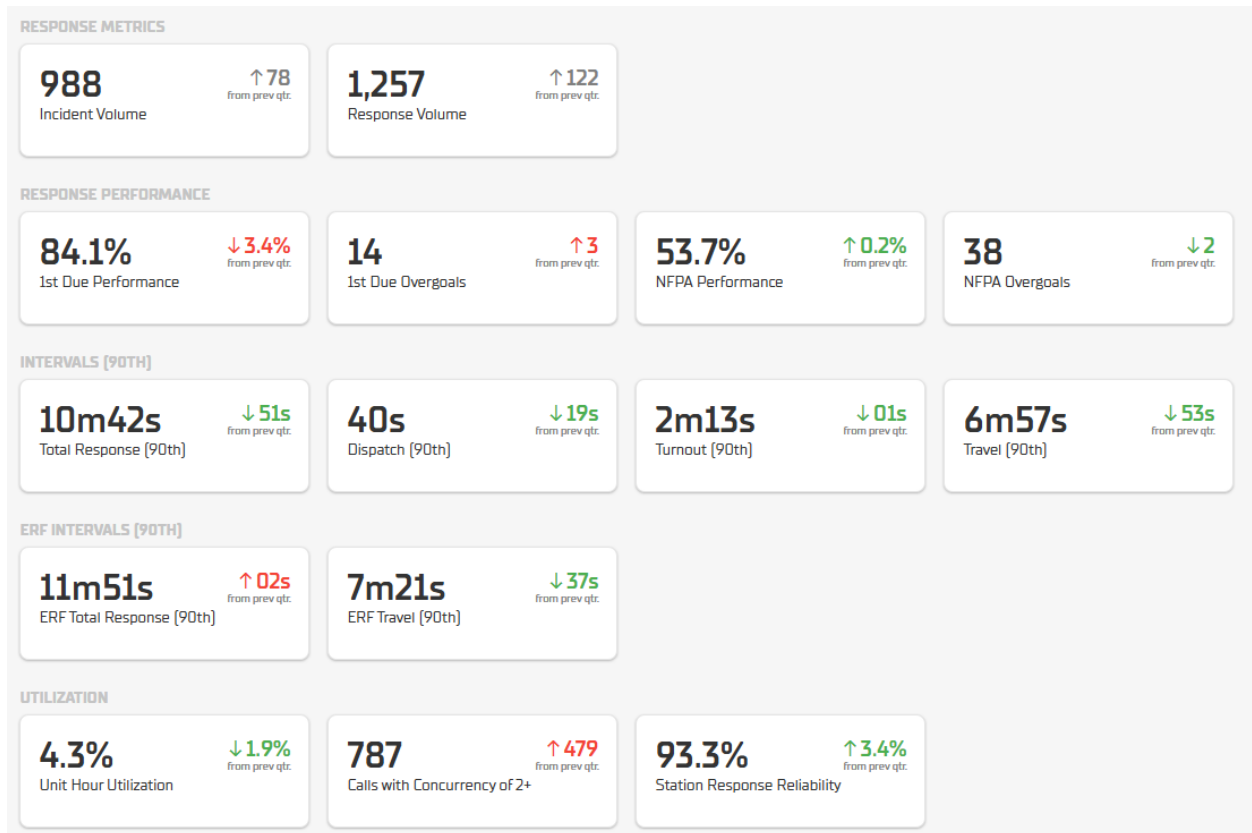 RESPONSE METRICS
988 ↑78
from prev qtr.
Incident Volume
1,257 ↑122
from prev qtr.
Response Volume
RESPONSE PERFORMANCE
84.1% ↓3.4%
from prev qtr.
1st Due Performance
14 ↑3
from prev qtr.
1st Due Overgoals
53.7% ↑0.2%
from prev qtr.
NFPA Performance
38 ↓2
from prev qtr.
NFPA Overgoals
INTERVALS (90TH)
10m42s ↓51s
from prev qtr.
Total Response (90th)
40s ↓19s
from prev qtr.
Dispatch (90th)
2m13s ↓01s
from prev qtr.
Turnout (90th)
6m57s ↓53s
from prev qtr.
Travel (90th)
ERF INTERVALS (90TH)
11m51s ↑02s
from prev qtr.
ERF Total Response (90th)
7m21s ↓37s
from prev qtr.
ERF Travel (90th)
UTILIZATION
4.3% ↓1.9%
from prev qtr.
Unit Hour Utilization
787 ↑479
from prev qtr.
Calls with Concurrency of 2+
93.3% ↑3.4%
from prev qtr.
Station Response Reliability